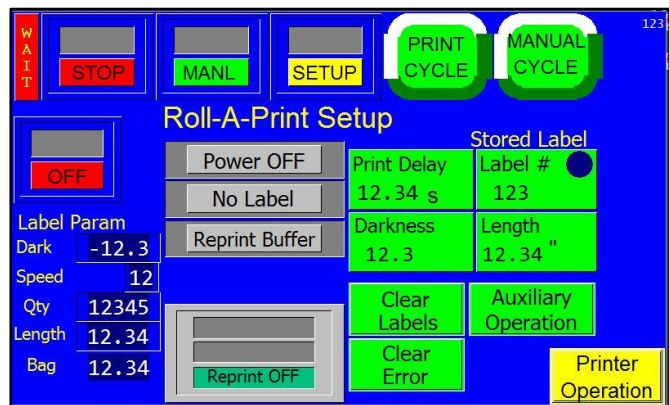 WAIT
STOP
MANL
SETUP
PRINT
CYCLE
MANUAL
CYCLE
123
Roll-A-Print Setup
OFF
Power OFF
No Label
Reprint Buffer
Stored Label
Print Delay
12.34 s
Label #
123
Darkness
12.3
Length
12.34 "
Label Param
Dark -12.3
Speed 12
Qty 12345
Length 12.34
Bag 12.34
Reprint OFF
Clear
Labels
Auxiliary
Operation
Clear
Error
Printer
Operation